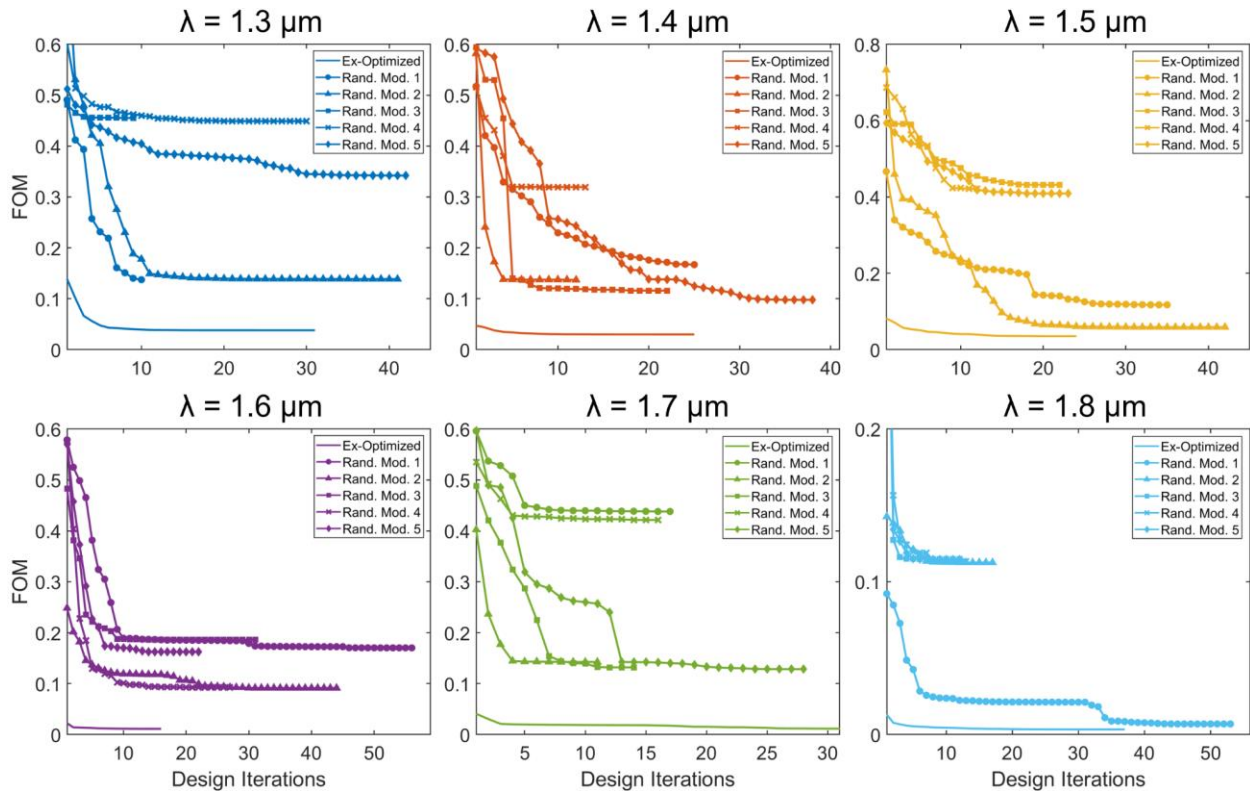 λ = 1.3 μm
λ = 1.4 μm
λ = 1.5 μm
FOM
0.6
0.5
0.4
0.3
0.2
0.1
0
10
20
30
40
Ex-Optimized
Rand. Mod. 1
Rand. Mod. 2
Rand. Mod. 3
Rand. Mod. 4
Rand. Mod. 5
0.6
0.5
0.4
0.3
0.2
0.1
0
10
20
30
40
Ex-Optimized
Rand. Mod. 1
Rand. Mod. 2
Rand. Mod. 3
Rand. Mod. 4
Rand. Mod. 5
0.8
0.6
0.4
0.2
0
10
20
30
40
Ex-Optimized
Rand. Mod. 1
Rand. Mod. 2
Rand. Mod. 3
Rand. Mod. 4
Rand. Mod. 5
λ = 1.6 μm
λ = 1.7 μm
λ = 1.8 μm
FOM
0.6
0.5
0.4
0.3
0.2
0.1
0
10
20
30
40
50
Ex-Optimized
Rand. Mod. 1
Rand. Mod. 2
Rand. Mod. 3
Rand. Mod. 4
Rand. Mod. 5
Design Iterations
0.6
0.5
0.4
0.3
0.2
0.1
0
5
10
15
20
25
30
Ex-Optimized
Rand. Mod. 1
Rand. Mod. 2
Rand. Mod. 3
Rand. Mod. 4
Rand. Mod. 5
Design Iterations
0.2
0.1
0
10
20
30
40
50
Ex-Optimized
Rand. Mod. 1
Rand. Mod. 2
Rand. Mod. 3
Rand. Mod. 4
Rand. Mod. 5
Design Iterations